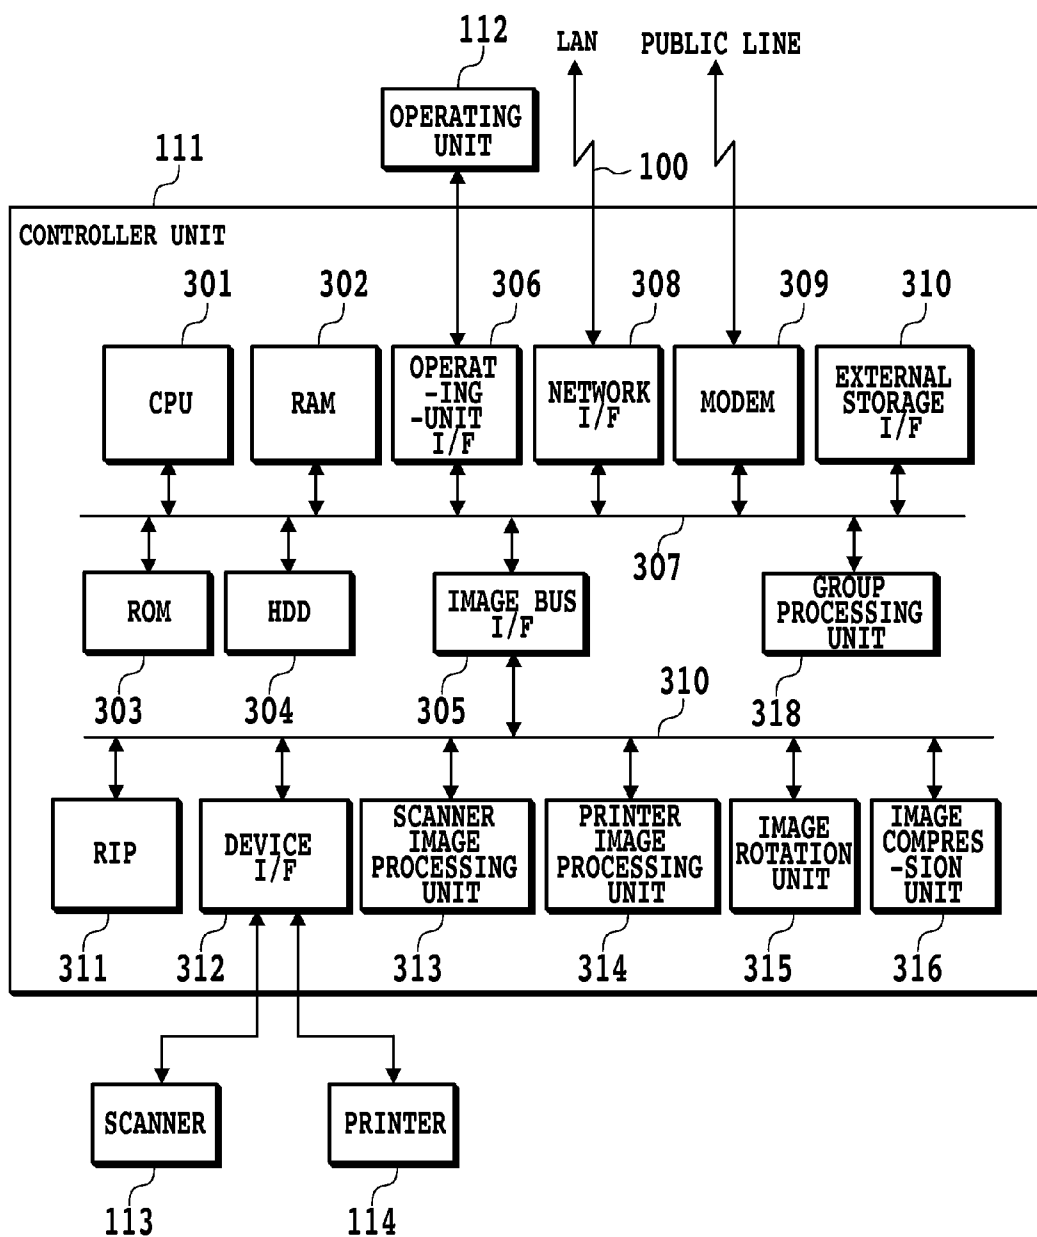 112
LAN
PUBLIC LINE
OPERATING
UNIT
111
100
CONTROLLER UNIT
301
302
306
308
309
310
CPU
RAM
OPERAT
-ING
-UNIT
I/F
NETWORK
I/F
MODEM
EXTERNAL
STORAGE
I/F
307
ROM
HDD
IMAGE BUS
I/F
GROUP
PROCESSING
UNIT
303
304
305
310
318
RIP
DEVICE
I/F
SCANNER
IMAGE
PROCESSING
UNIT
PRINTER
IMAGE
PROCESSING
UNIT
IMAGE
ROTATION
UNIT
IMAGE
COMPRES
-SION
UNIT
311
312
313
314
315
316
SCANNER
PRINTER
113
114